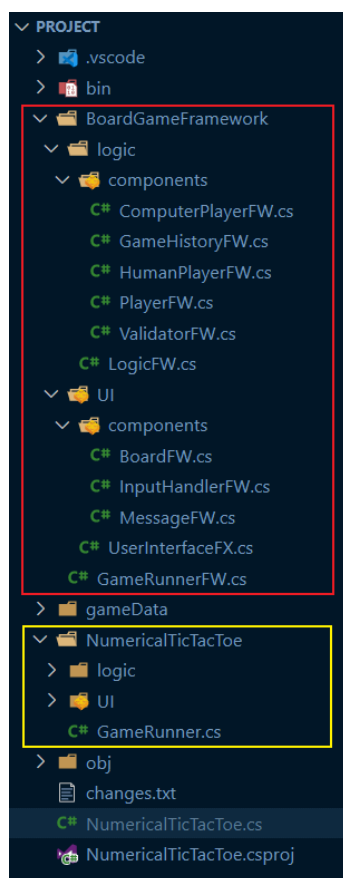 PROJECT
.vscode
bin
BoardGameFramework
logic
components
C# ComputerPlayerFW.cs
C# GameHistoryFW.cs
C# HumanPlayerFW.cs
C# PlayerFW.cs
C# ValidatorFW.cs
C# LogicFW.cs
UI
components
C# BoardFW.cs
C# InputHandlerFW.cs
C# MessageFW.cs
C# UserInterfaceFX.cs
C# GameRunnerFW.cs
gameData
NumericalTicTacToe
logic
UI
C# GameRunner.cs
obj
changes.txt
C# NumericalTicTacToe.cs
NumericalTicTacToe.csproj